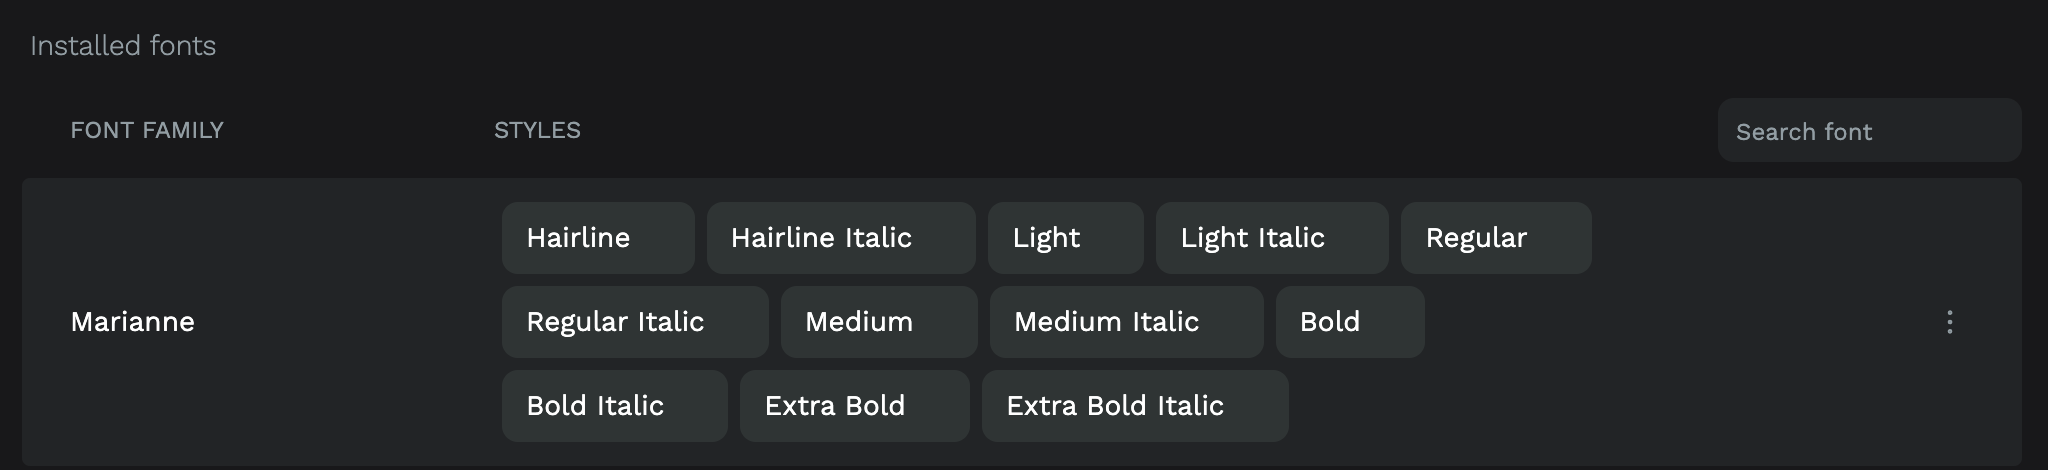 Installed fonts
FONT FAMILY STYLES Search font
Hairline Hairline Italic Light Light Italic Regular
Marianne Regular Italic Medium Medium Italic Bold
Bold Italic Extra Bold Extra Bold Italic